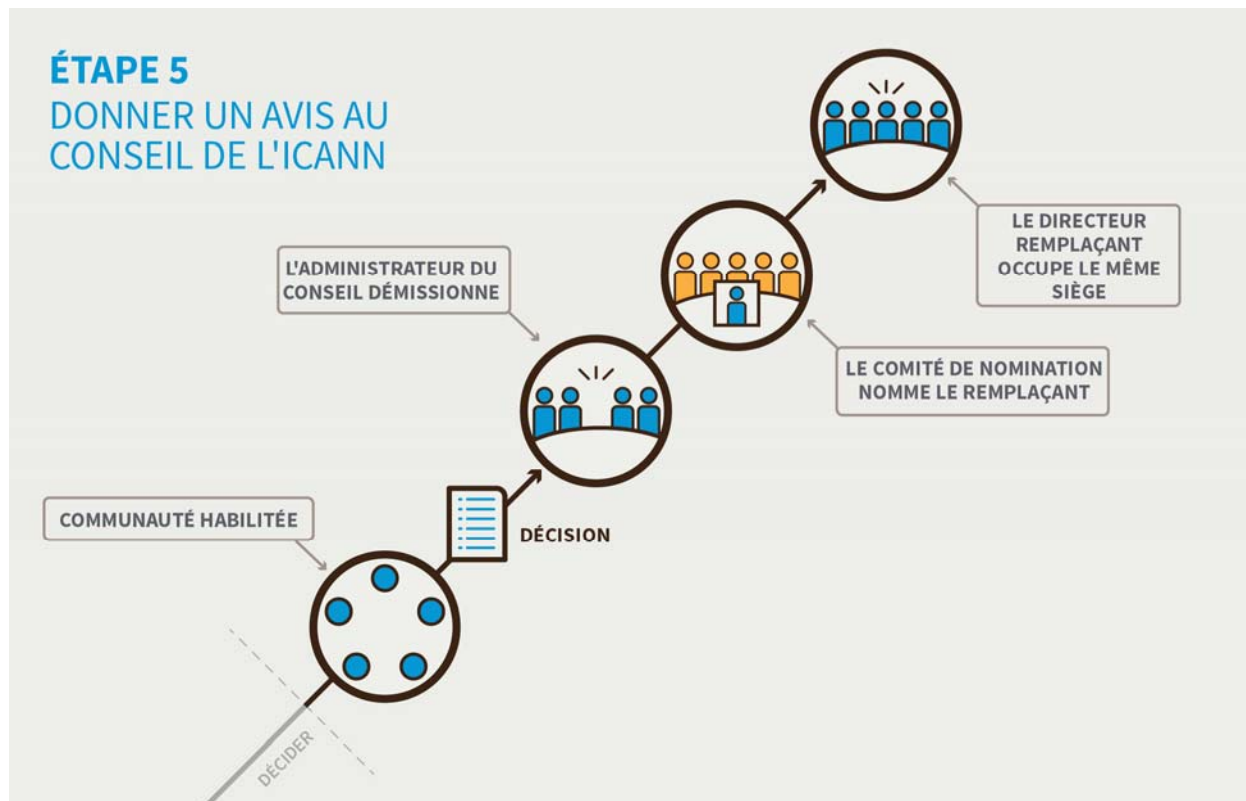 ÉTAPE 5
DONNER UN AVIS AU
CONSEIL DE L'ICANN
LE DIRECTEUR
REMPLAÇANT
OCCUPE LE MÊME
SIÈGE
L'ADMINISTRATEUR DU
CONSEIL DÉMISSIONNE
LE COMITÉ DE NOMINATION
NOMME LE REMPLAÇANT
COMMUNAUTÉ HABILITÉE
DÉCISION
DÉCIDER